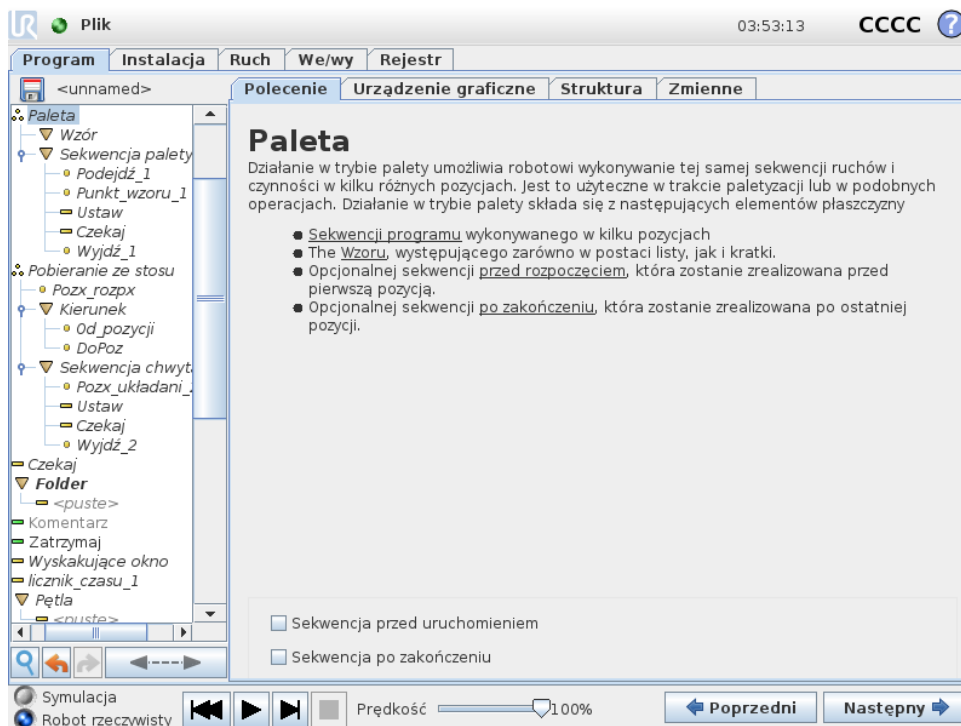 UR Plik 03:53:13 CCCC ?
Program Instalacja Ruch We/wy Rejestr
<unnamed>
Polecenie Urządzenie graficzne Struktura Zmienne
Paleta
Wzór
Sekwencja palety
Podejdź_1
Punkt_wzoru_1
Ustaw
Czekaj
Wyjdź_1
Pobieranie ze stosu
Pozx_rozpx
Kierunek
Od_pozycji
DoPoz
Sekwencja chwyt
Pozx_układani_
Ustaw
Czekaj
Wyjdź_2
Czekaj
Folder
<puste>
Komentarz
Zatrzymaj
Wyskakujące okno
licznik_czasu_1
Pętla
<puste>
Paleta
Działanie w trybie palety umożliwia robotowi wykonywanie tej samej sekwencji ruchów i
czynności w kilku różnych pozycjach. Jest to użyteczne w trakcie paletyzacji lub w podobnych
operacjach. Działanie w trybie palety składa się z następujących elementów płaszczyzny
Sekwencji programu wykonywanego w kilku pozycjach
The Wzoru, występującego zarówno w postaci listy, jak i kratki.
Opcjonalnej sekwencji przed rozpoczęciem, która zostanie zrealizowana przed
pierwszą pozycją.
Opcjonalnej sekwencji po zakończeniu, która zostanie zrealizowana po ostatniej
pozycji.
Sekwencja przed uruchomieniem
Sekwencja po zakończeniu
Symulacja
Robot rzeczywisty
Prędkość 100%
Poprzedni Następny